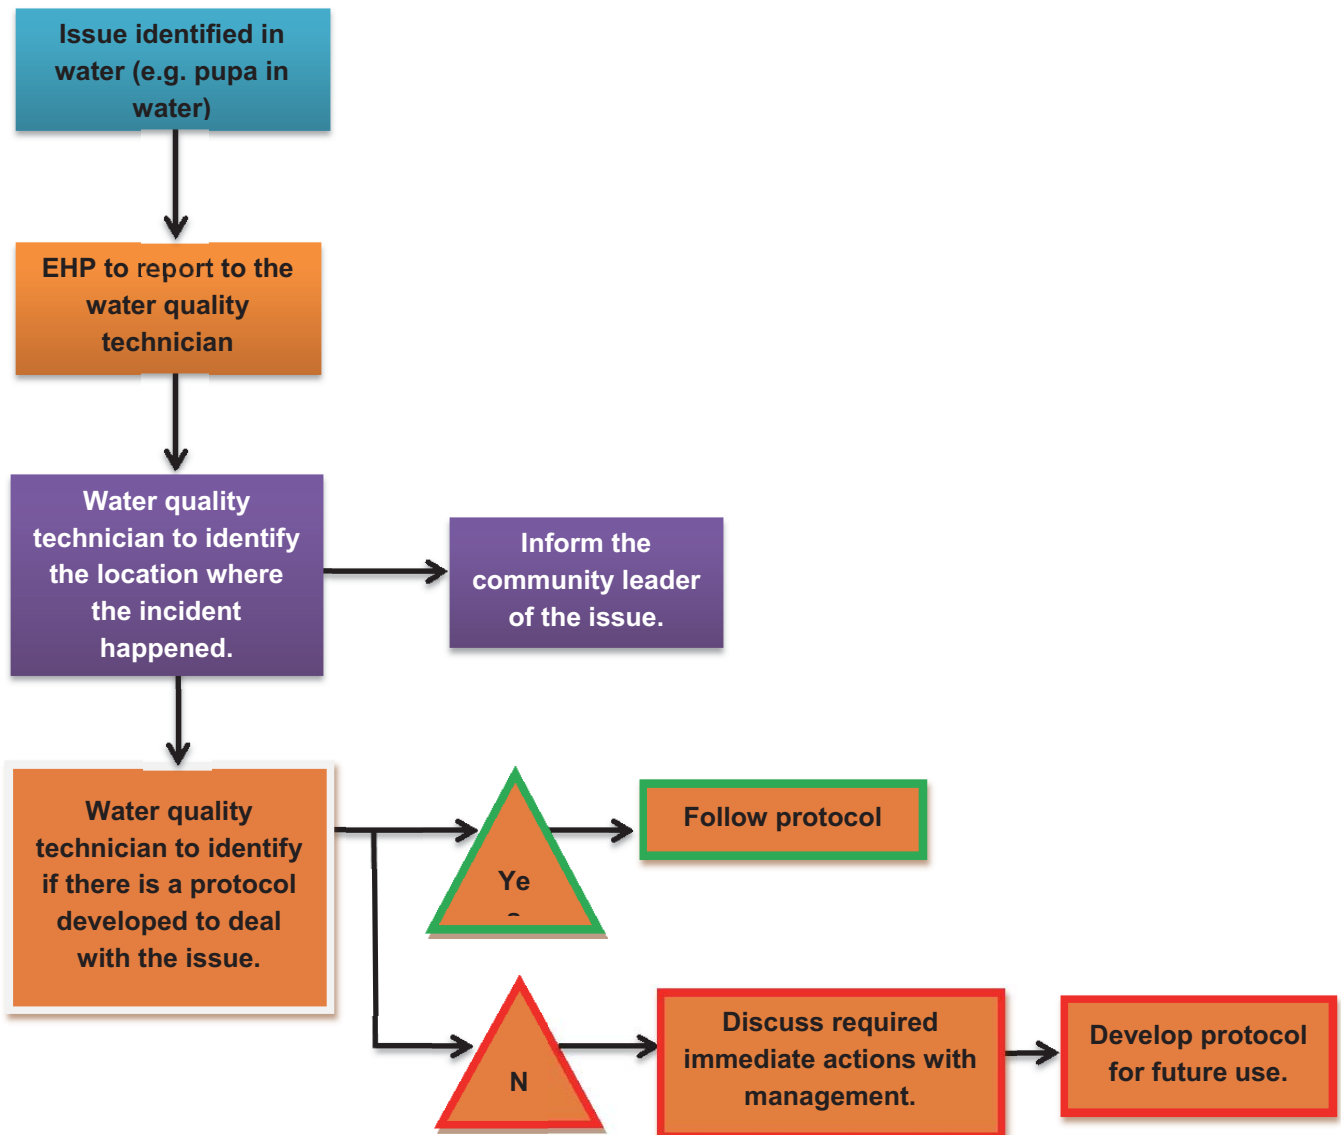 Issue identified in
water (e.g. pupa in
water)
EHP to report to the
water quality
technician
Water quality
technician to identify
the location where
the incident
happened.
Inform the
community leader
of the issue.
Water quality
technician to identify
if there is a protocol
developed to deal
with the issue.
Ye
Follow protocol
N
Discuss required
immediate actions with
management.
Develop protocol
for future use.